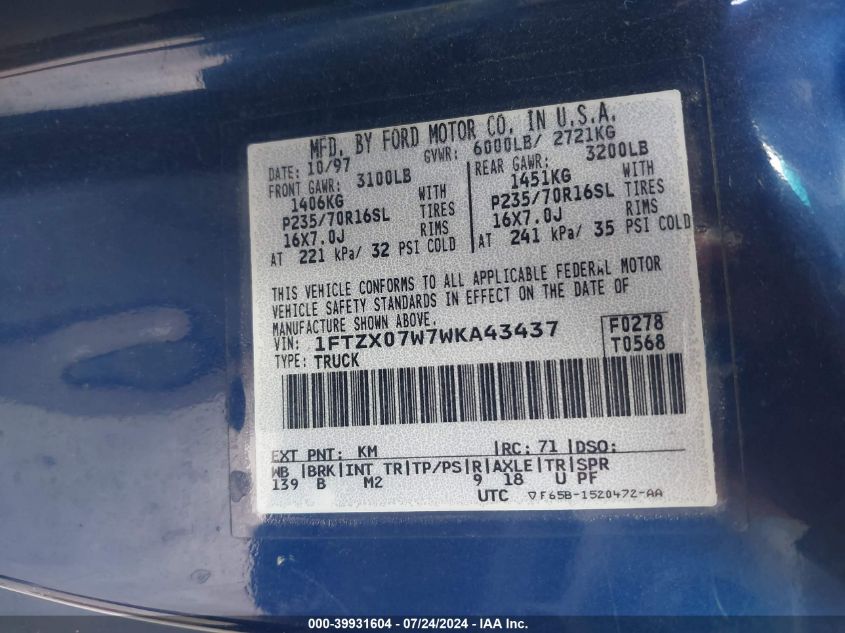 MFD. BY FORD MOTOR CO. IN U.S.A.
DATE: 10/97 GVWR: 6000LB/ 2721KG
FRONT GAWR: 3100LB REAR GAWR: 3200LB
1406KG WITH 1451KG WITH
P235/70R16SL TIRES P235/70R16SL TIRES
16X7.0J RIMS 16X7.0J RIMS
AT 221 kPa/ 32 PSI COLD AT 241 kPa/ 35 PSI COLD
THIS VEHICLE CONFORMS TO ALL APPLICABLE FEDERAL MOTOR
VEHICLE SAFETY STANDARDS IN EFFECT ON THE DATE OF
MANUFACTURE SHOWN ABOVE.
VIN: 1FTZX07W7WKA43437 F0278
TYPE: TRUCK T0568
EXT PNT: KM |RC: 71 |DSO:
WB |BRK|INT TR|TP/PS|R|AXLE|TR|SPR
139 B M2 9 18 U PF
UTC ▽F65B-1520472-AA
000-39931604 - 07/24/2024 - IAA Inc.